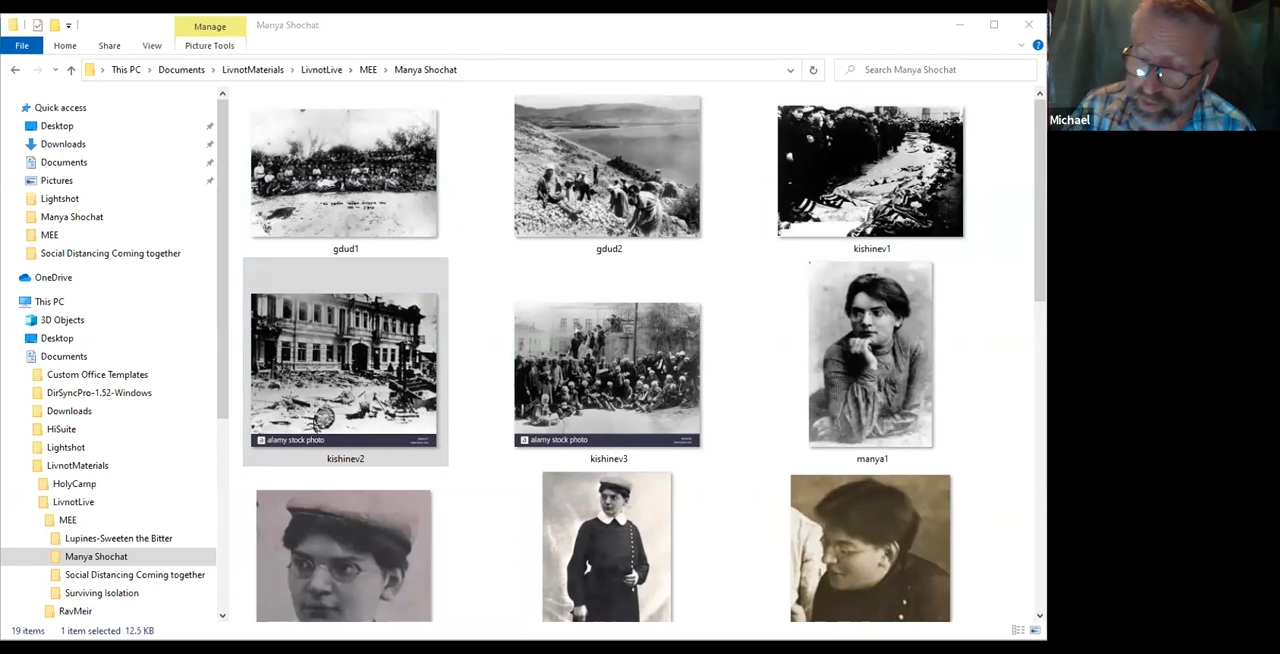 Manage
Manya Shochat
File
Home
Share
View
Picture Tools
This PC > Documents > LivnotMaterials > LivnotLive > MEE > Manya Shochat
Search Manya Shochat
Michael
Quick access
Desktop
Downloads
Documents
Pictures
Lightshot
Manya Shochat
MEE
Social Distancing Coming together
OneDrive
This PC
3D Objects
Desktop
Documents
Custom Office Templates
DirSyncPro-1.52-Windows
Downloads
HiSuite
Lightshot
LivnotMaterials
HolyCamp
LivnotLive
MEE
Lupines-Sweeten the Bitter
Manya Shochat
Social Distancing Coming together
Surviving Isolation
RavMeir
gdud1
gdud2
kishinev1
a alamy stock photo
kishinev2
a alamy stock photo
kishinev3
manya1
19 items
1 item selected 12.5 KB